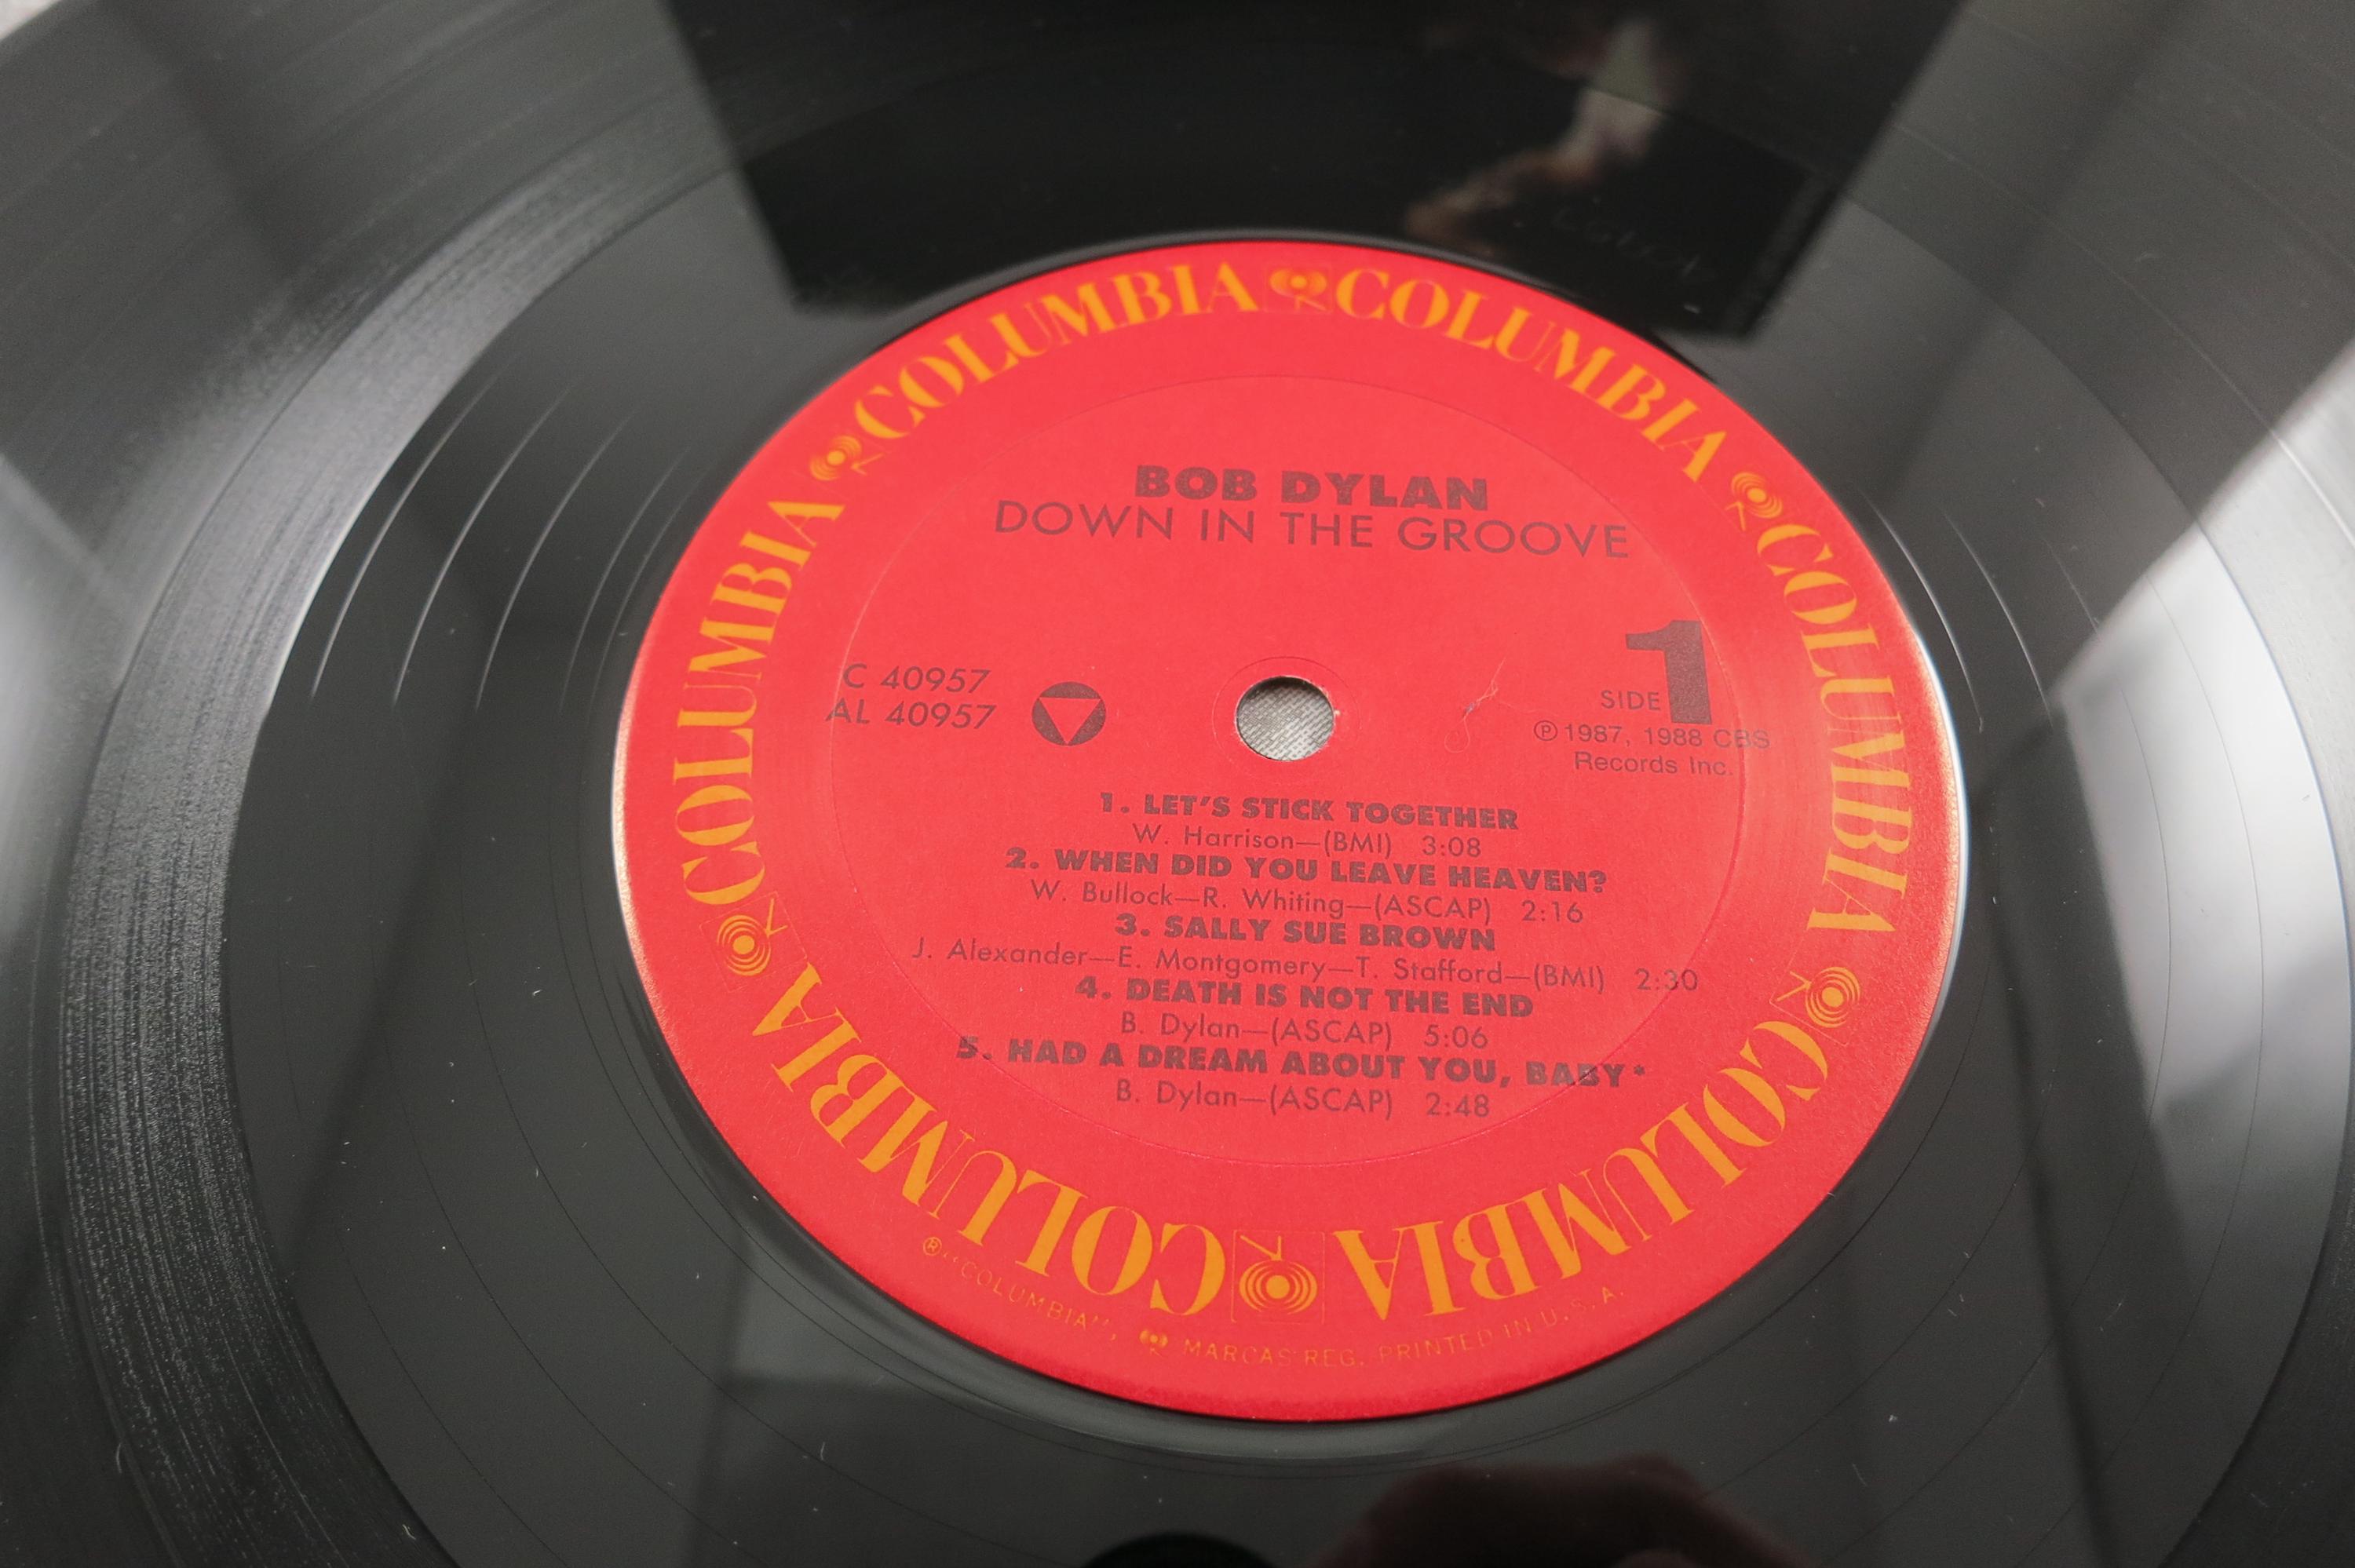 COLUMBIA COLUMBIA COLUMBIA COLUMBIA COLUMBIA COLUMBIA
BOB DYLAN
DOWN IN THE GROOVE
C 40957
AL 40957
SIDE 1
℗ 1987, 1988 CBS
Records Inc.
1. LET'S STICK TOGETHER
W. Harrison—(BMI) 3:08
2. WHEN DID YOU LEAVE HEAVEN?
W. Bullock—R. Whiting—(ASCAP) 2:16
3. SALLY SUE BROWN
J. Alexander—E. Montgomery—T. Stafford—(BMI) 2:30
4. DEATH IS NOT THE END
B. Dylan—(ASCAP) 5:06
5. HAD A DREAM ABOUT YOU, BABY*
B. Dylan—(ASCAP) 2:48
® "COLUMBIA", MARCAS REG. PRINTED IN U.S.A.